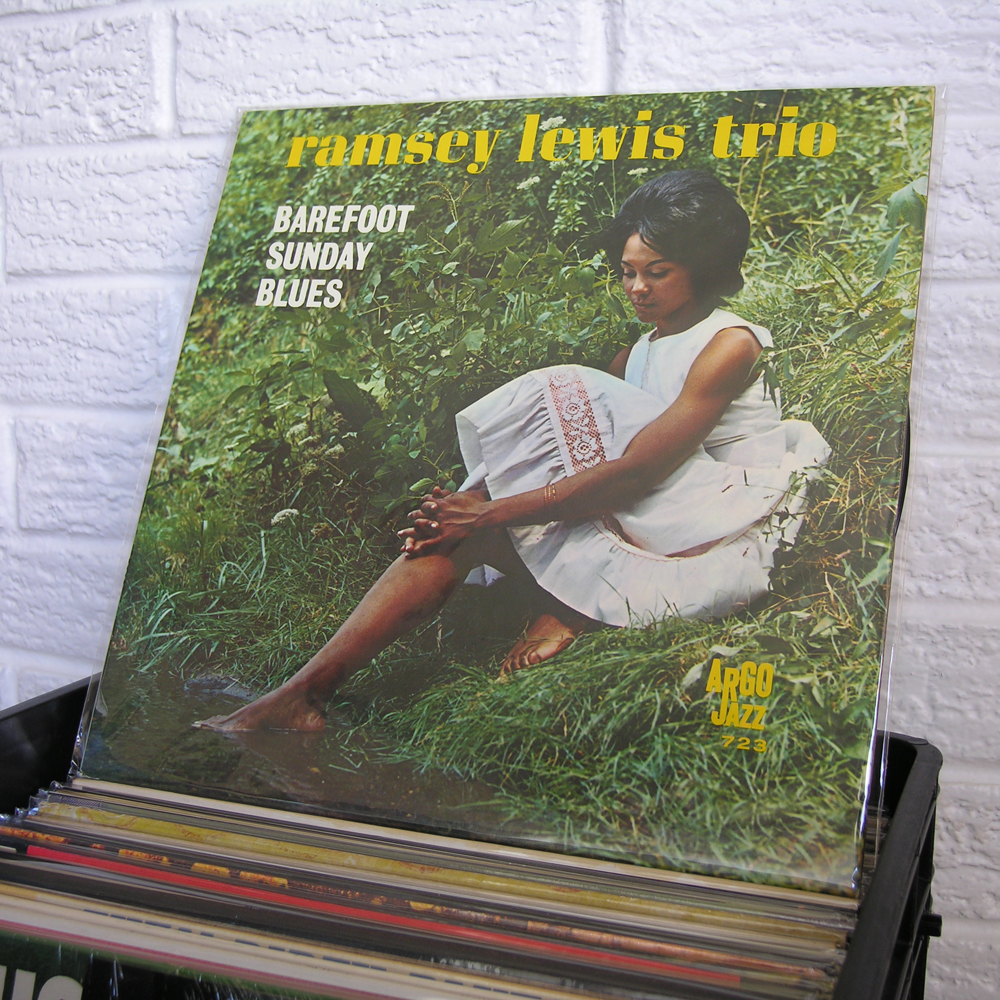 ramsey lewis trio
BAREFOOT
SUNDAY
BLUES
ARGO
JAZZ
723